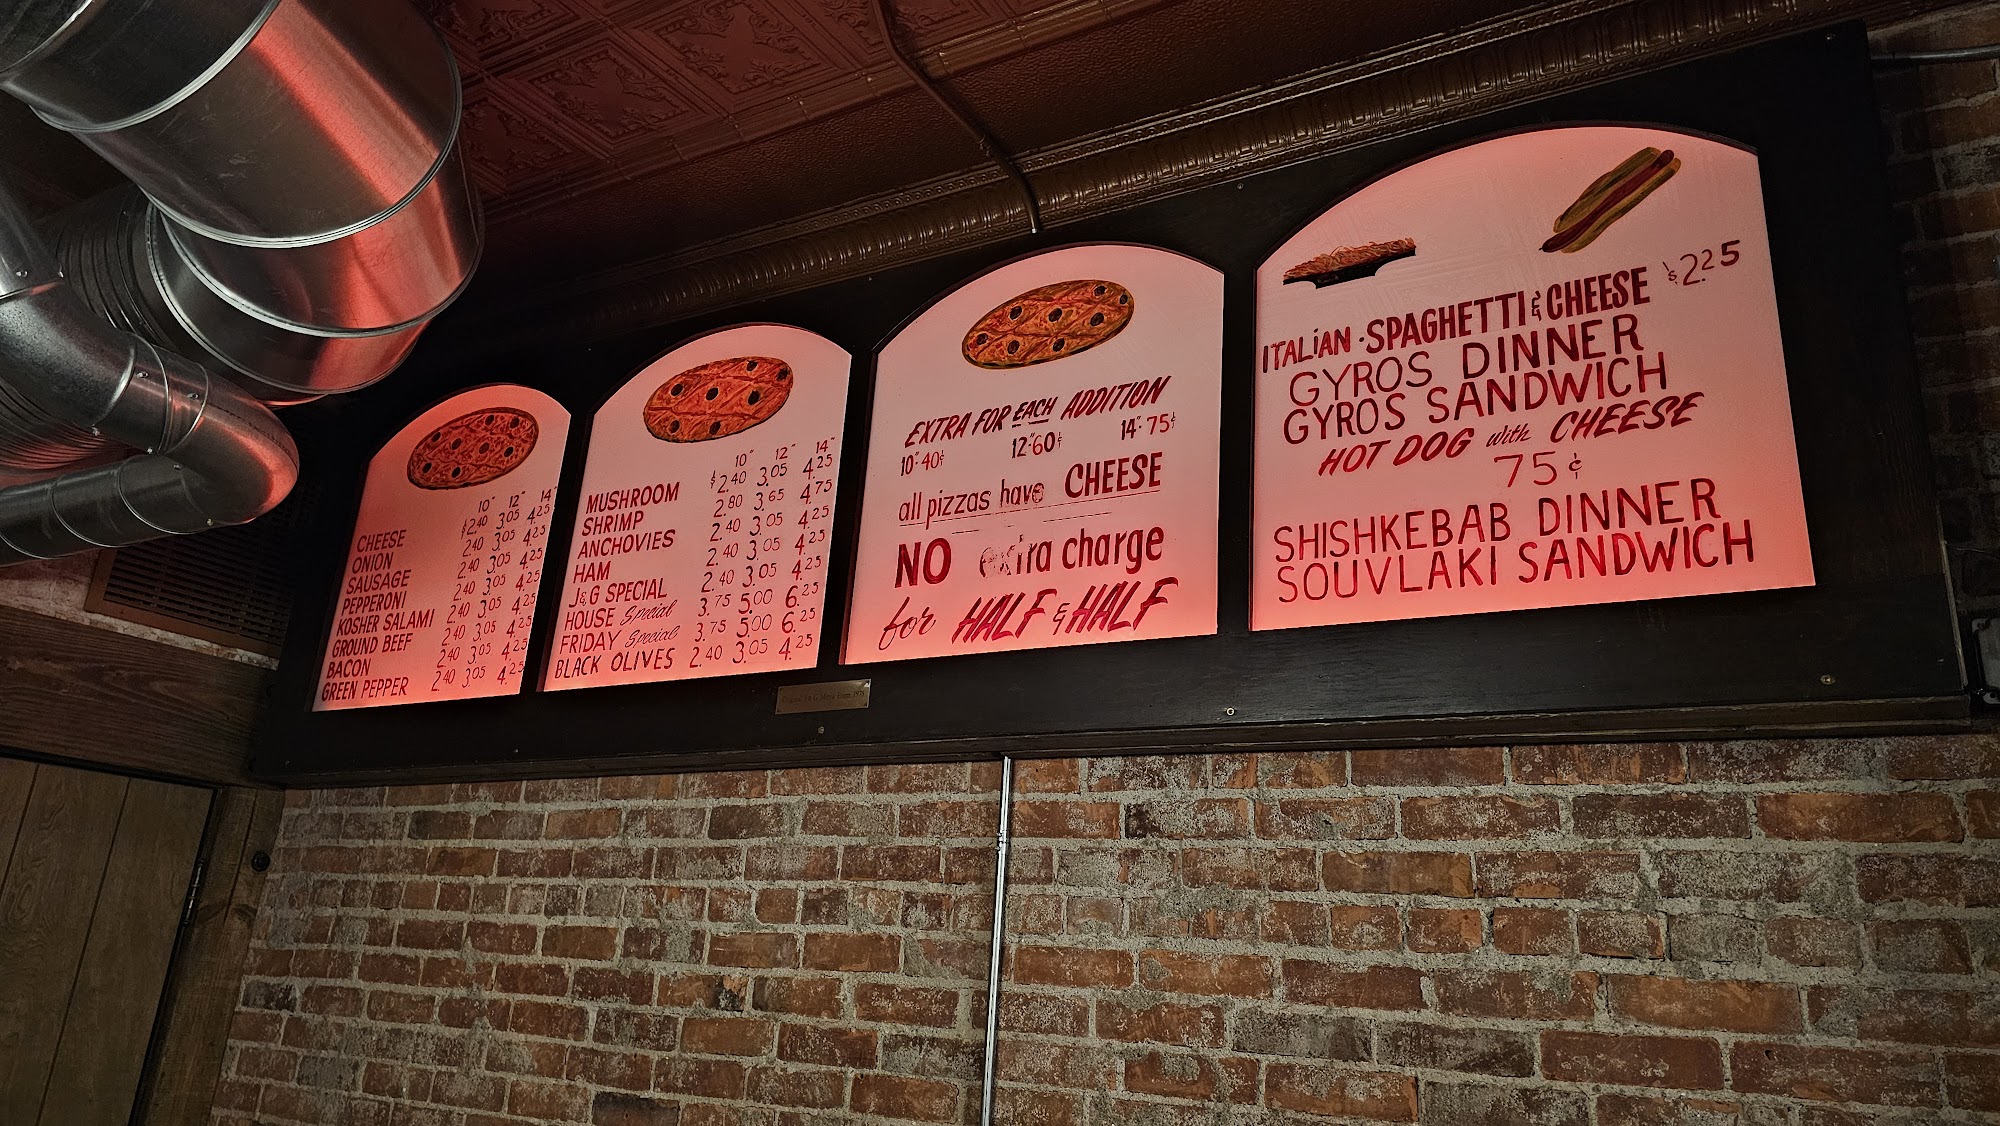 10" 12" 14"
CHEESE $2.40 3.05 4.25
ONION 2.40 3.05 4.25
SAUSAGE 2.40 3.05 4.25
PEPPERONI 2.40 3.05 4.25
KOSHER SALAMI 2.40 3.05 4.25
GROUND BEEF 2.40 3.05 4.25
BACON 2.40 3.05 4.25
GREEN PEPPER 2.40 3.05 4.25
10" 12" 14"
MUSHROOM $2.40 3.05 4.25
SHRIMP 2.80 3.65 4.75
ANCHOVIES 2.40 3.05 4.25
HAM 2.40 3.05 4.25
J&G SPECIAL 2.40 3.05 4.25
HOUSE Special 3.75 5.00 6.25
FRIDAY Special 3.75 5.00 6.25
BLACK OLIVES 2.40 3.05 4.25
EXTRA FOR EACH ADDITION
10"-40¢ 12"60¢ 14"-75¢
all pizzas have CHEESE
NO extra charge
for HALF & HALF
ITALIAN-SPAGHETTI & CHEESE $2.25
GYROS DINNER
GYROS SANDWICH
HOT DOG with CHEESE
75¢
SHISHKEBAB DINNER
SOUVLAKI SANDWICH